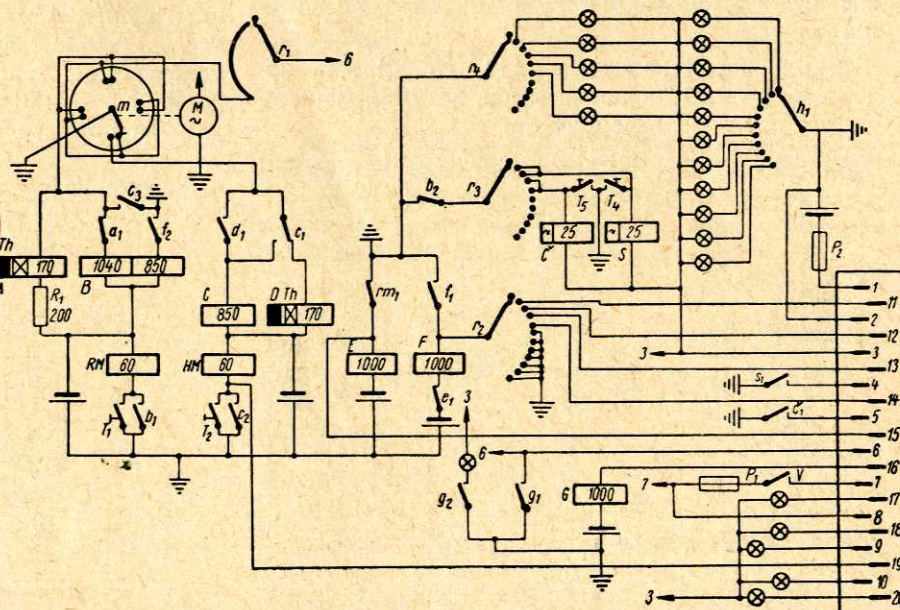 r₁
6
m
M
~
r₄
h₁
c₃
a₁
f₂
d₁
c₁
b₂
r₃
T₅
T₄
~ 25
~ 25
Č
S
P₂
Th
170
1040
850
B
R₁
200
C
850
D Th
170
rm₁
f₁
r₂
E
1000
F
1000
RM
60
HM
60
e₁
T₁
b₁
T₂
c₂
3
3
6
g₂
g₁
G
1000
7
P₁
V
s₁
č₁
3
1
11
2
12
3
13
4
14
5
15
6
16
7
17
8
18
9
19
10
20